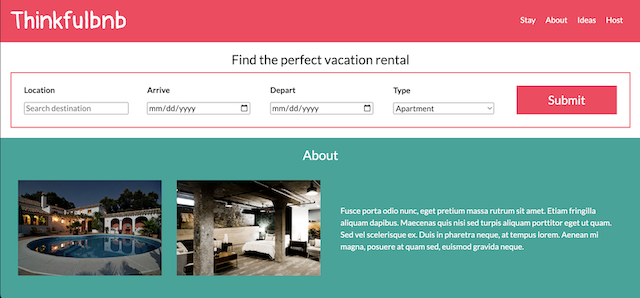 Thinkfulbnb
Stay About Ideas Host
Find the perfect vacation rental
Location Arrive Depart Type
Search destination mm/dd/yyyy mm/dd/yyyy Apartment Submit
About
Fusce porta odio nunc, eget pretium massa rutrum sit amet. Etiam fringilla
aliquam dapibus. Maecenas quis nisi sed turpis aliquam porttitor eget ut quam.
Sed vel scelerisque ex. Duis in pharetra neque, at tempus lorem. Aenean mi
magna, posuere at quam sed, euismod gravida neque.